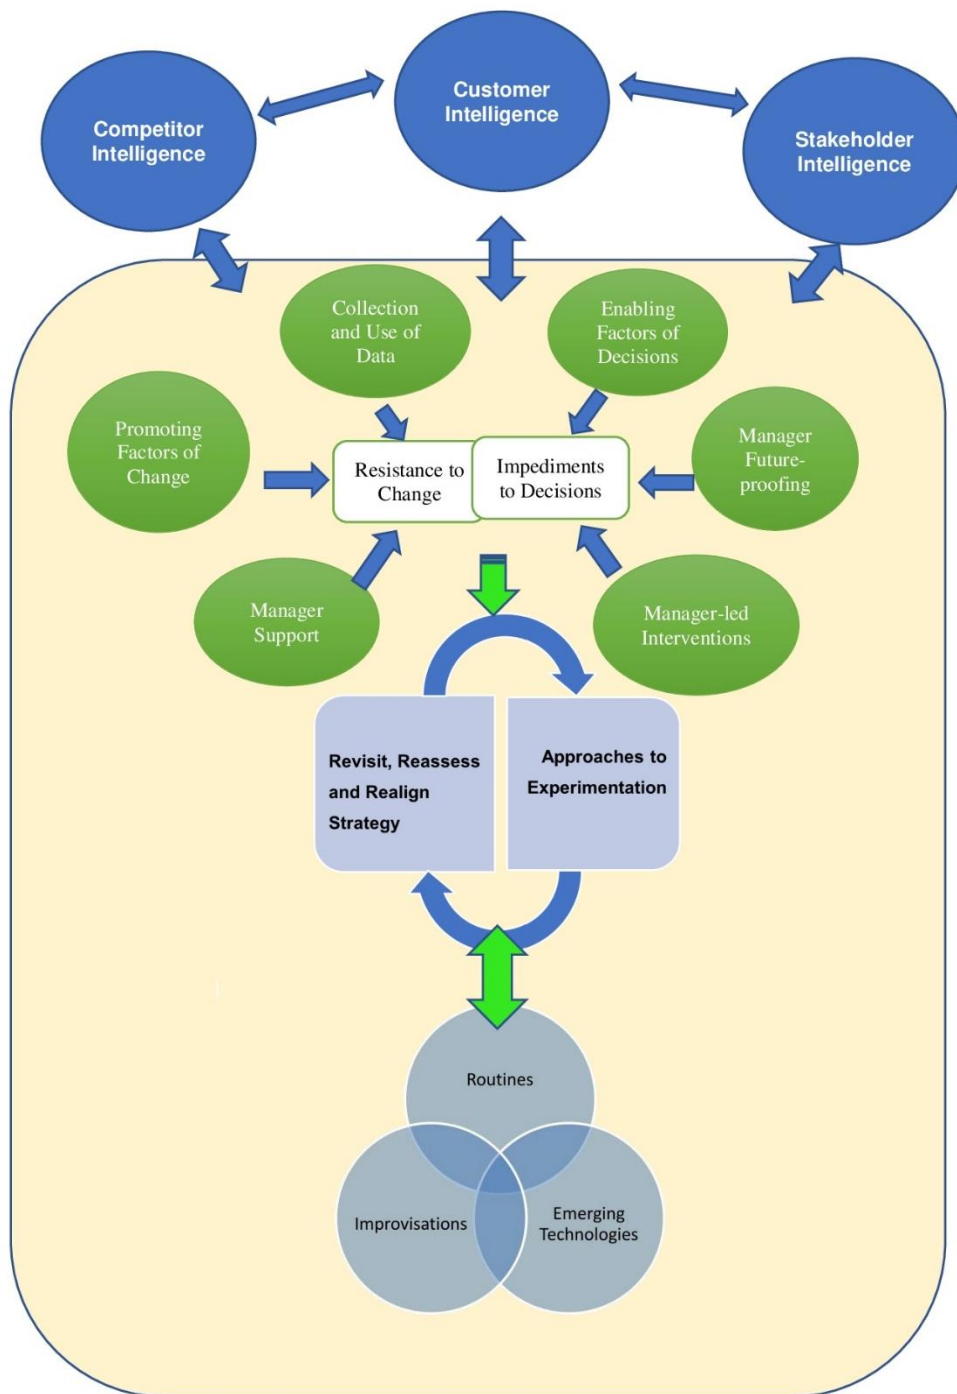 Competitor
Intelligence
Customer
Intelligence
Stakeholder
Intelligence
Collection
and Use of
Data
Enabling
Factors of
Decisions
Promoting
Factors of
Change
Resistance to
Change
Impediments
to Decisions
Manager
Future-
proofing
Manager
Support
Manager-led
Interventions
Revisit, Reassess
and Realign
Strategy
Approaches to
Experimentation
Routines
Improvisations
Emerging
Technologies